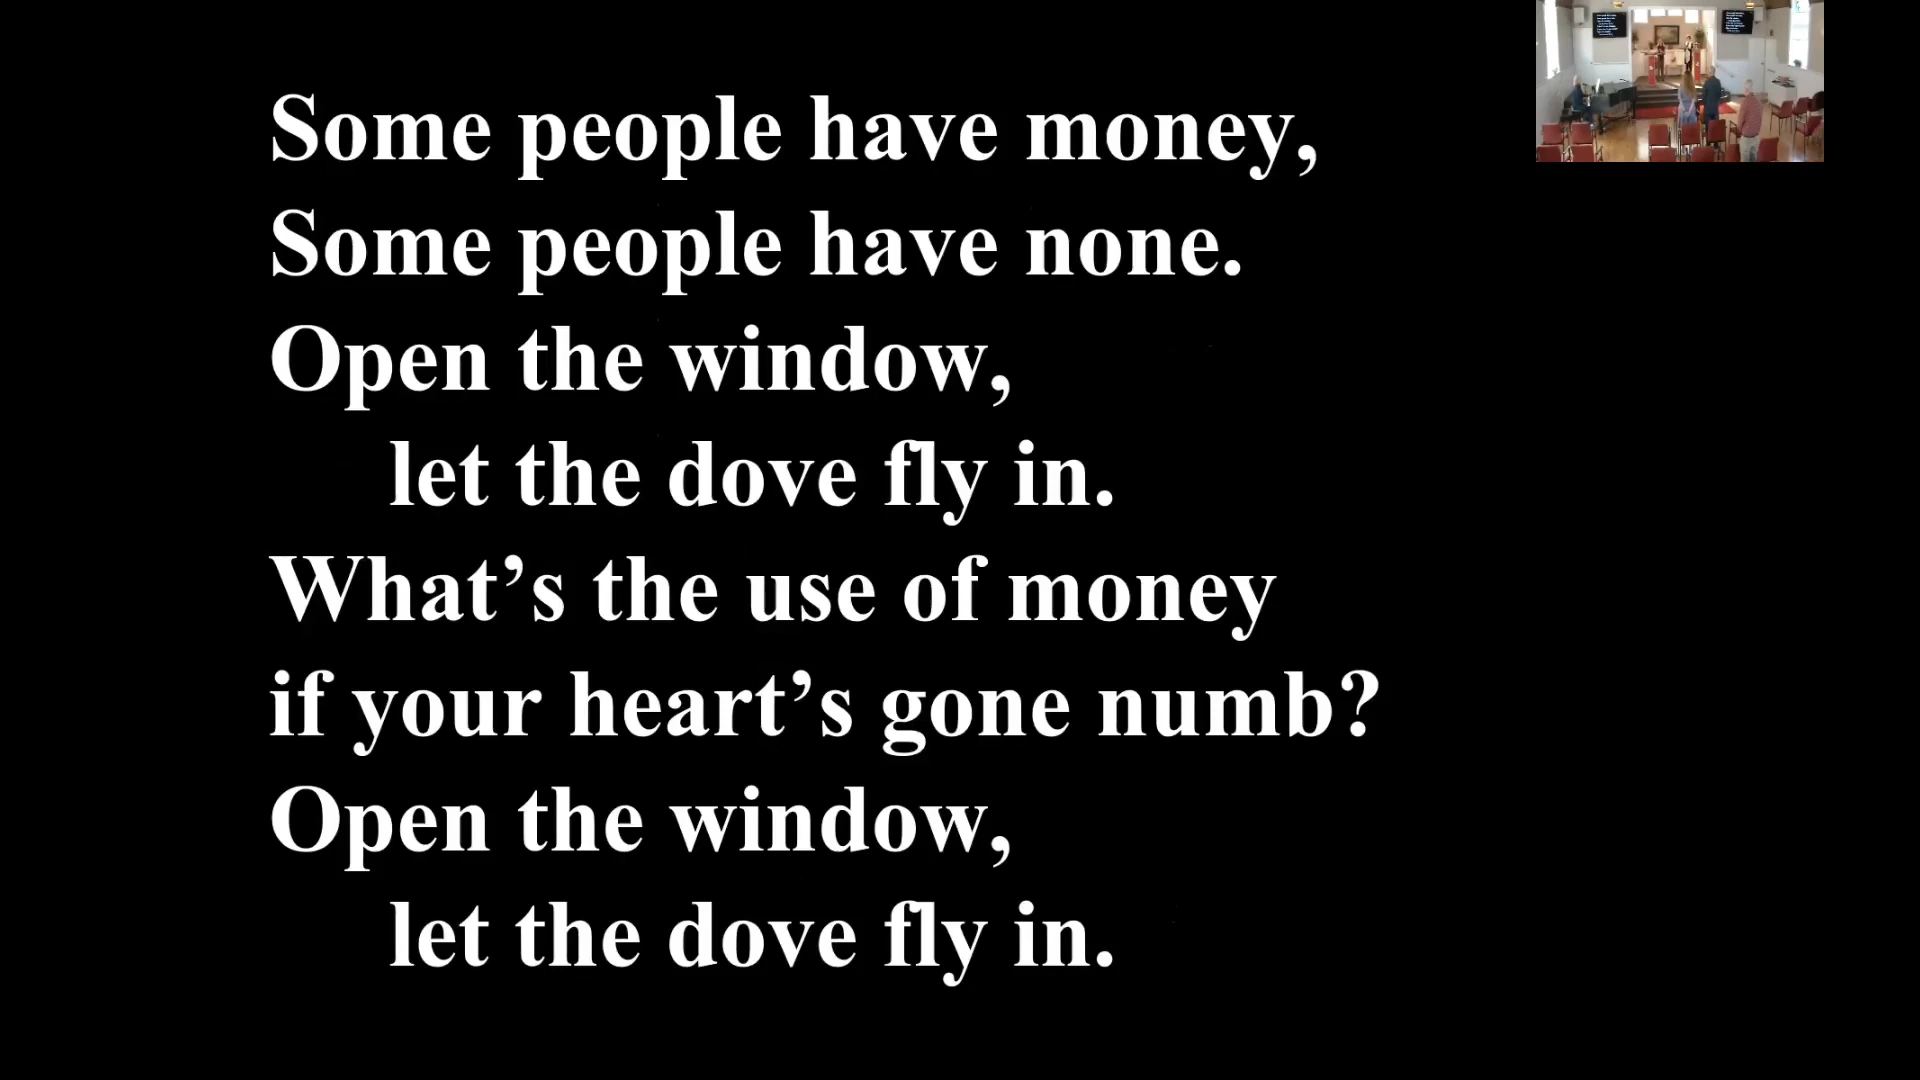 Some people have money,
Some people have none.
Open the window,
let the dove fly in.
What’s the use of money
if your heart’s gone numb?
Open the window,
let the dove fly in.